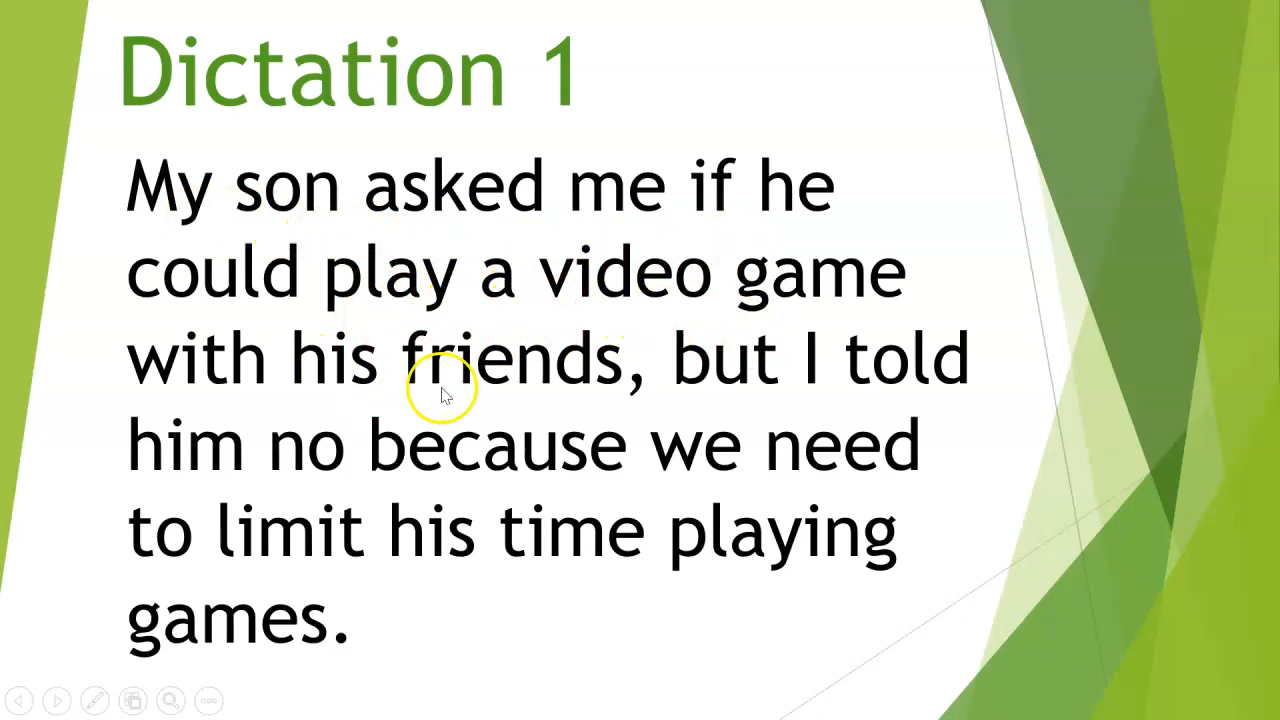 Dictation 1
My son asked me if he
could play a video game
with his friends, but I told
him no because we need
to limit his time playing
games.